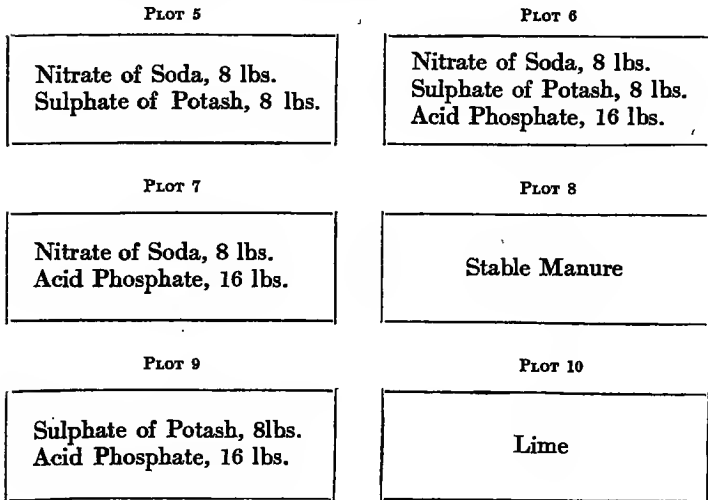 PLOT 5
Nitrate of Soda, 8 lbs.
Sulphate of Potash, 8 lbs.
PLOT 6
Nitrate of Soda, 8 lbs.
Sulphate of Potash, 8 lbs.
Acid Phosphate, 16 lbs.
PLOT 7
Nitrate of Soda, 8 lbs.
Acid Phosphate, 16 lbs.
PLOT 8
Stable Manure
PLOT 9
Sulphate of Potash, 8lbs.
Acid Phosphate, 16 lbs.
PLOT 10
Lime